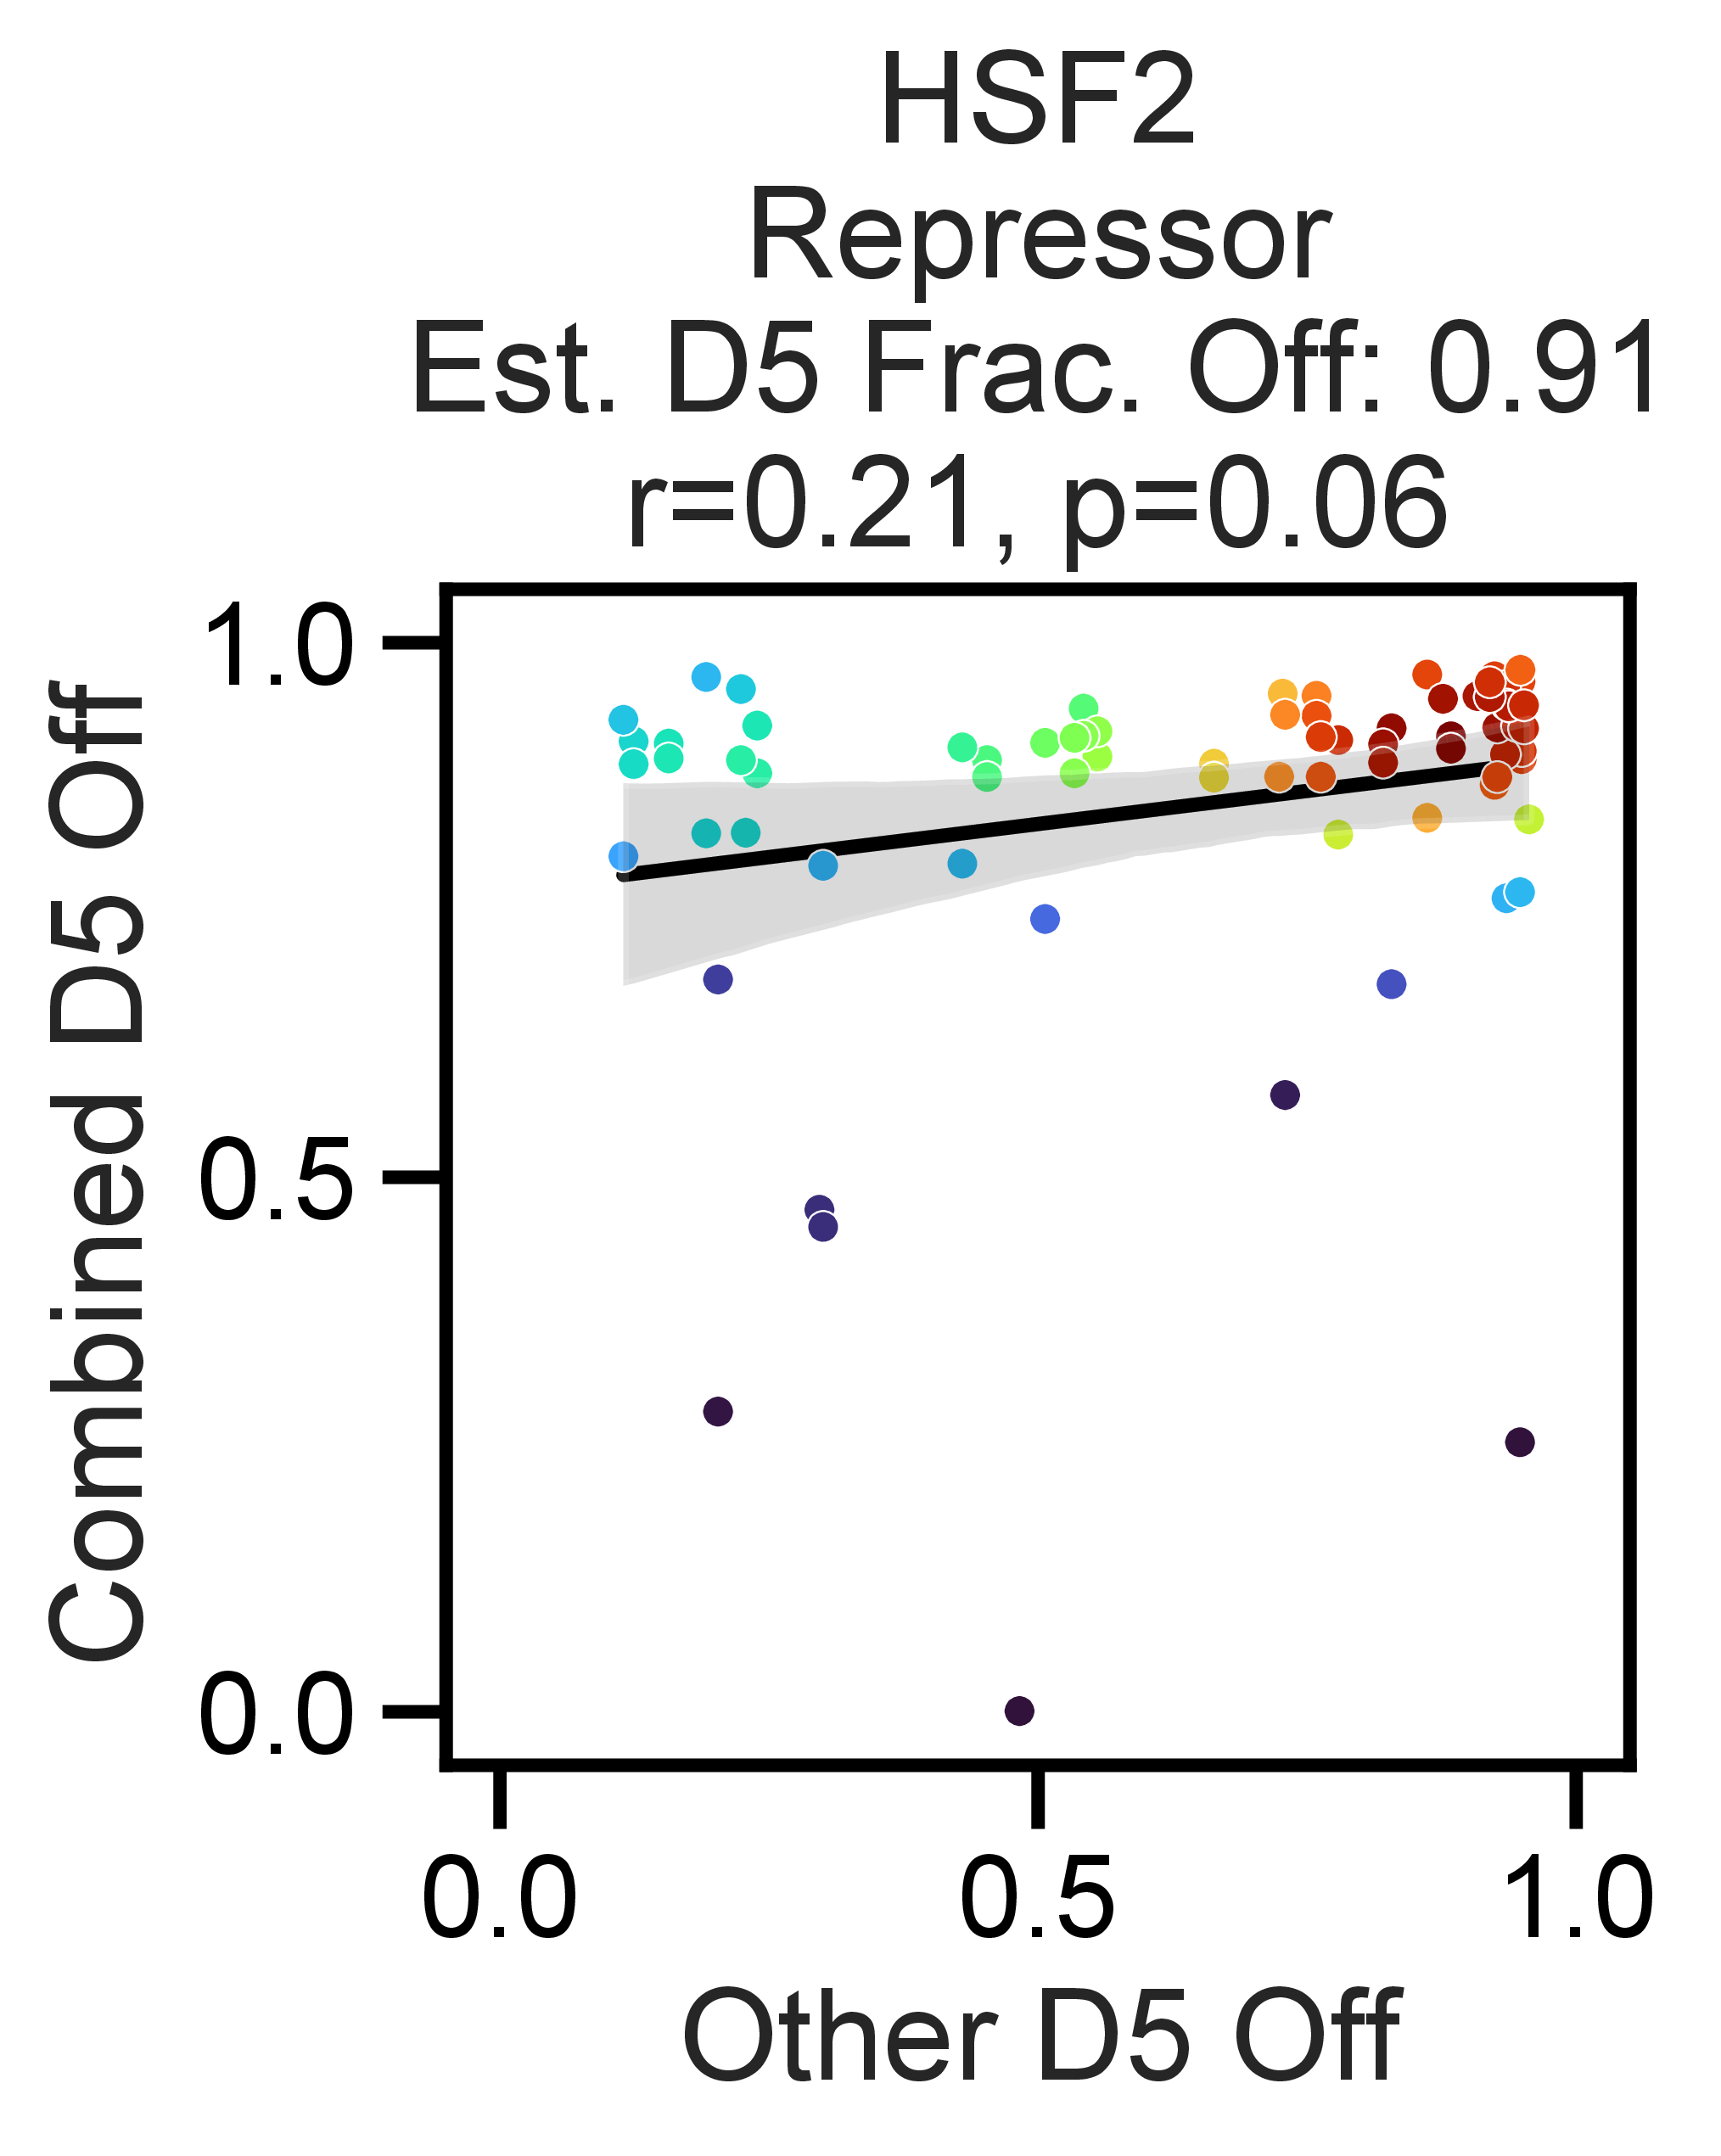 HSF2
Repressor
Est. D5 Frac. Off: 0.91
r=0.21, p=0.06
1.0
0.5
0.0
Combined D5 Off
0.0 0.5 1.0
Other D5 Off